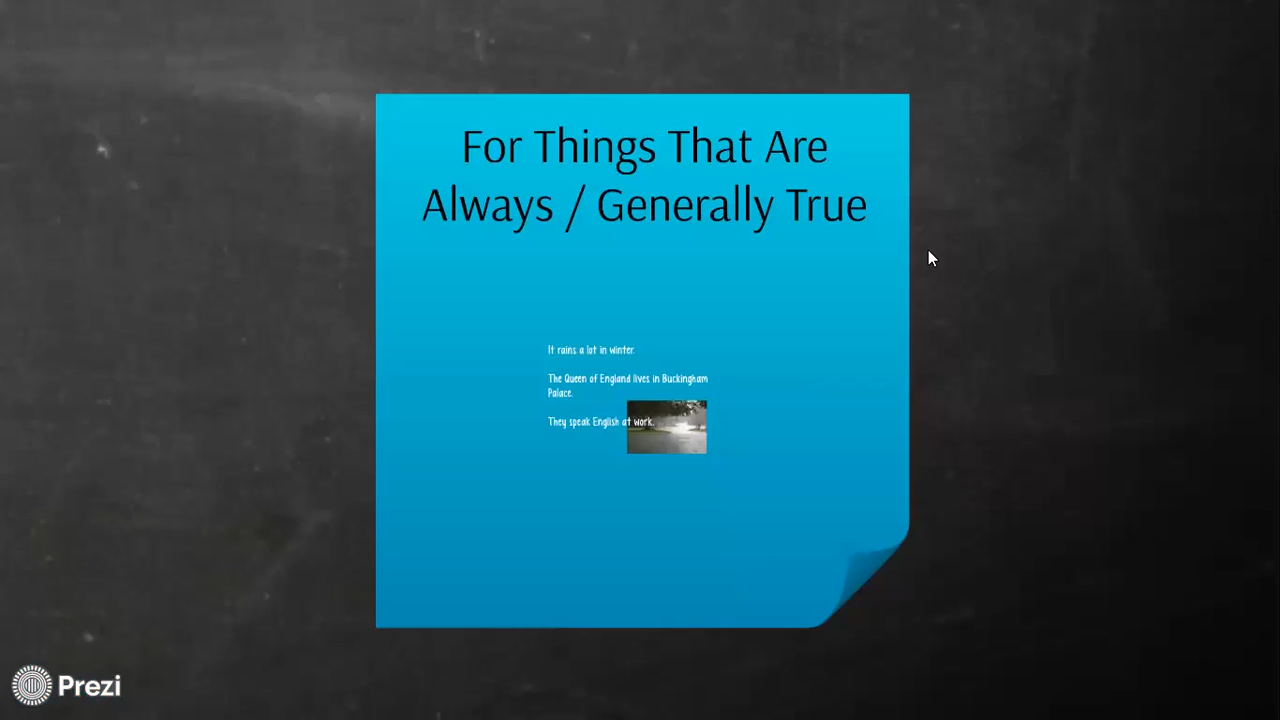 For Things That Are
Always / Generally True
It rains a lot in winter.
The Queen of England lives in Buckingham
Palace.
They speak English at work.
Prezi